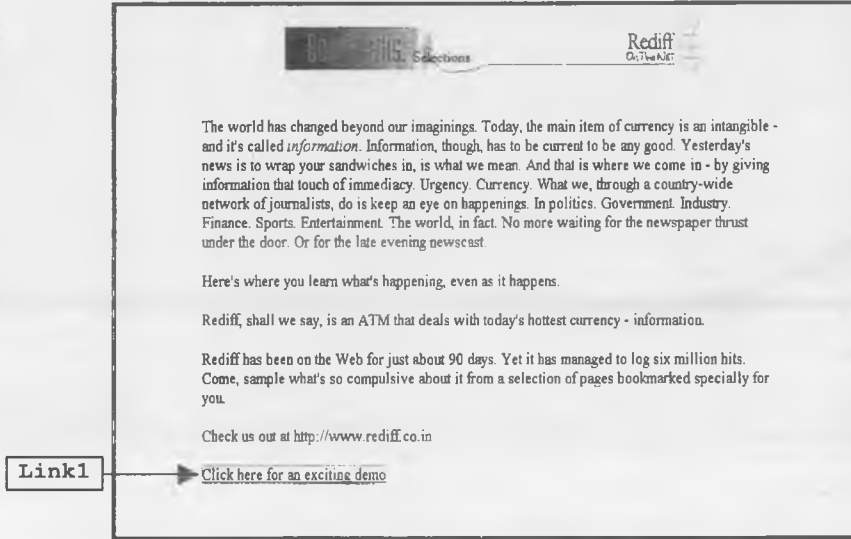 Selections
Rediff
On The NET
The world has changed beyond our imaginings. Today, the main item of currency is an intangible -
and it's called information. Information, though, has to be current to be any good. Yesterday's
news is to wrap your sandwiches in, is what we mean. And that is where we come in - by giving
information that touch of immediacy. Urgency. Currency. What we, through a country-wide
network of journalists, do is keep an eye on happenings. In politics. Government. Industry.
Finance. Sports. Entertainment. The world, in fact. No more waiting for the newspaper thrust
under the door. Or for the late evening newscast.
Here's where you learn what's happening, even as it happens.
Rediff, shall we say, is an ATM that deals with today's hottest currency - information.
Rediff has been on the Web for just about 90 days. Yet it has managed to log six million hits.
Come, sample what's so compulsive about it from a selection of pages bookmarked specially for
you.
Check us out at http://www.rediff.co.in
Link1
Click here for an exciting demo